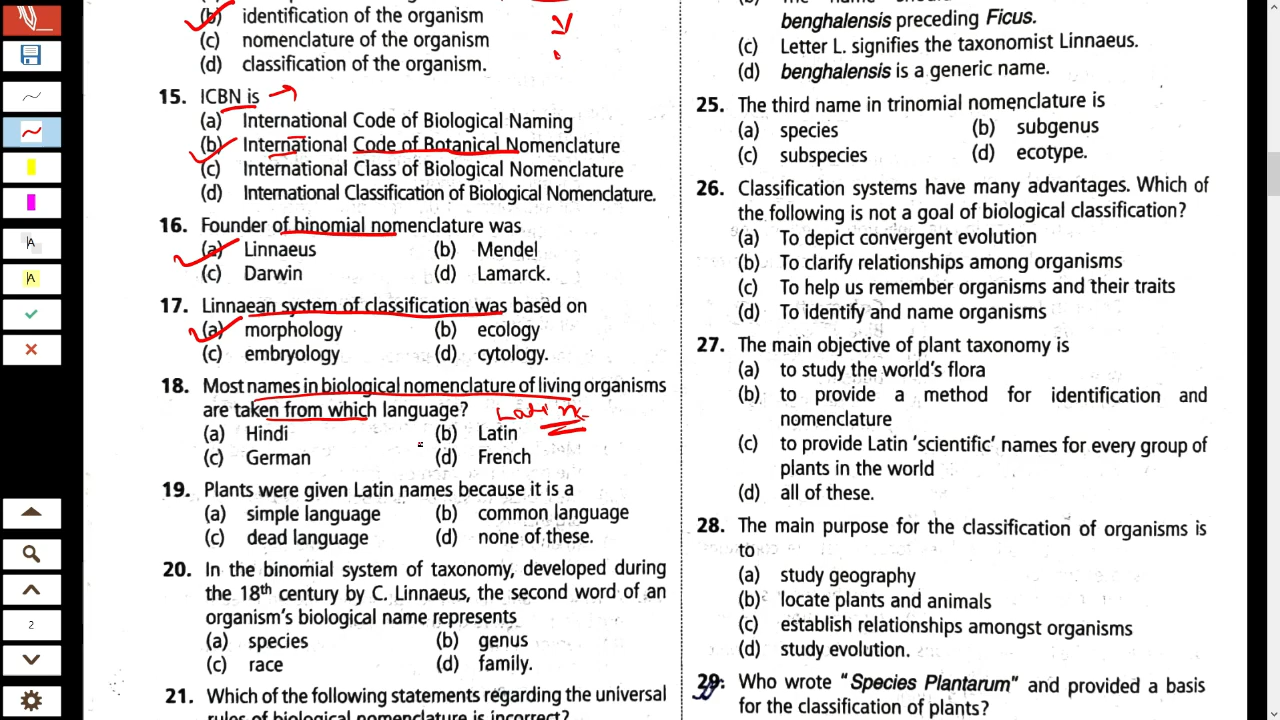 (b) identification of the organism
(c) nomenclature of the organism
(d) classification of the organism.
15. ICBN is
(a) International Code of Biological Naming
(b) International Code of Botanical Nomenclature
(c) International Class of Biological Nomenclature
(d) International Classification of Biological Nomenclature.
16. Founder of binomial nomenclature was
(a) Linnaeus (b) Mendel
(c) Darwin (d) Lamarck.
17. Linnaean system of classification was based on
(a) morphology (b) ecology
(c) embryology (d) cytology.
18. Most names in biological nomenclature of living organisms
are taken from which language? Latin
(a) Hindi (b) Latin
(c) German (d) French
19. Plants were given Latin names because it is a
(a) simple language (b) common language
(c) dead language (d) none of these.
20. In the binomial system of taxonomy, developed during
the 18th century by C. Linnaeus, the second word of an
organism's biological name represents
(a) species (b) genus
(c) race (d) family.
21. Which of the following statements regarding the universal
rules of biological nomenclature is incorrect?
benghalensis preceding Ficus.
(c) Letter L. signifies the taxonomist Linnaeus.
(d) benghalensis is a generic name.
25. The third name in trinomial nomenclature is
(a) species (b) subgenus
(c) subspecies (d) ecotype.
26. Classification systems have many advantages. Which of
the following is not a goal of biological classification?
(a) To depict convergent evolution
(b) To clarify relationships among organisms
(c) To help us remember organisms and their traits
(d) To identify and name organisms
27. The main objective of plant taxonomy is
(a) to study the world's flora
(b) to provide a method for identification and
nomenclature
(c) to provide Latin 'scientific' names for every group of
plants in the world
(d) all of these.
28. The main purpose for the classification of organisms is
to
(a) study geography
(b) locate plants and animals
(c) establish relationships amongst organisms
(d) study evolution.
29. Who wrote "Species Plantarum" and provided a basis
for the classification of plants?
A
A
2